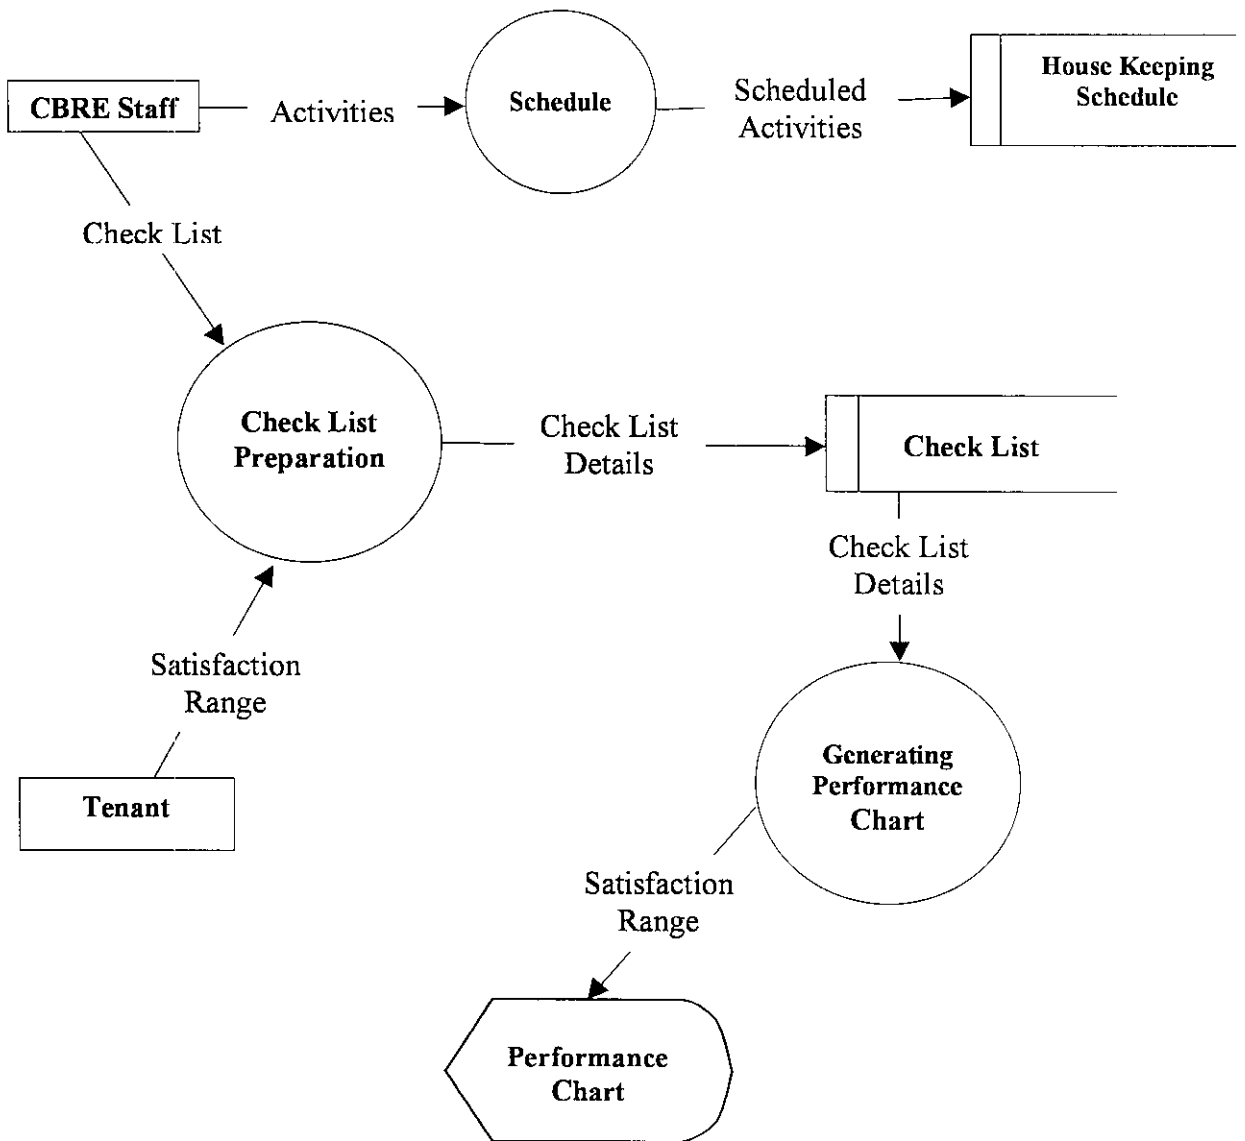 CBRE Staff
Activities
Schedule
Scheduled
Activities
House Keeping
Schedule
Check List
Check List
Preparation
Check List
Details
Check List
Check List
Details
Satisfaction
Range
Tenant
Generating
Performance
Chart
Satisfaction
Range
Performance
Chart